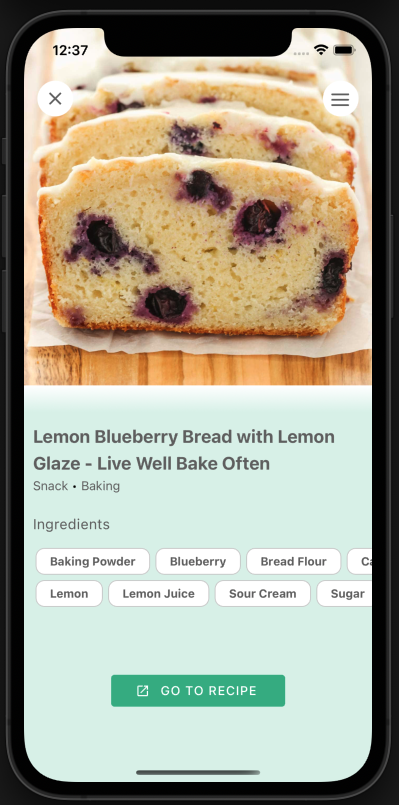 12:37
Lemon Blueberry Bread with Lemon
Glaze - Live Well Bake Often
Snack • Baking
Ingredients
Baking Powder Blueberry Bread Flour
Lemon Lemon Juice Sour Cream Sugar
GO TO RECIPE